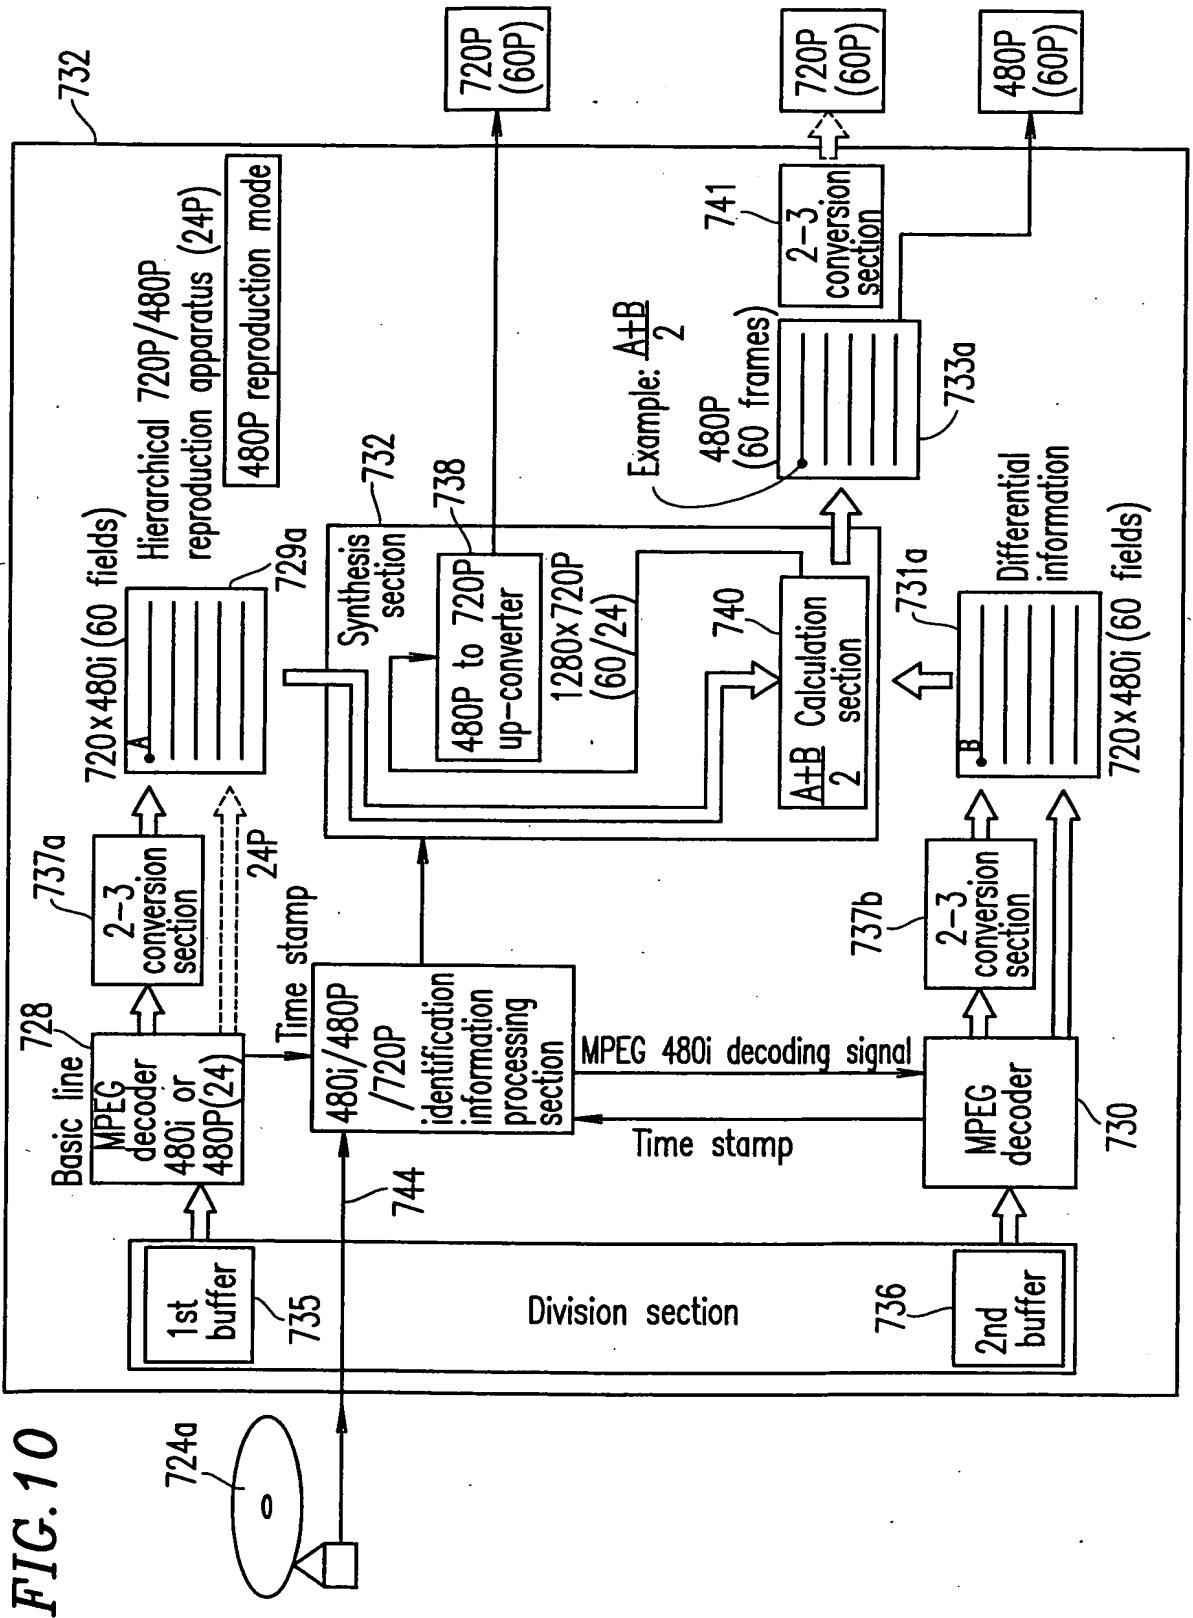 FIG.10
732
Hierarchical 720P/480P
reproduction apparatus (24P)
480P reproduction mode
724a
744
Division section
1st
buffer
735
2nd
buffer
736
Basic line
728
MPEG
decoder
480i or
480P(24)
737a
2-3
conversion
section
24P
720x480i (60 fields)
729a
A
Time stamp
480i/480P
/720P
identification
information
processing
section
MPEG 480i decoding signal
Time stamp
MPEG
decoder
730
737b
2-3
conversion
section
Synthesis
section
732
738
480P to 720P
up-converter
1280x720P
(60/24)
740
A+B
2
Calculation
section
731a
B
Differential
information
720x480i (60 fields)
Example: A+B
2
480P
(60 frames)
733a
741
2-3
conversion
section
720P
(60P)
720P
(60P)
480P
(60P)